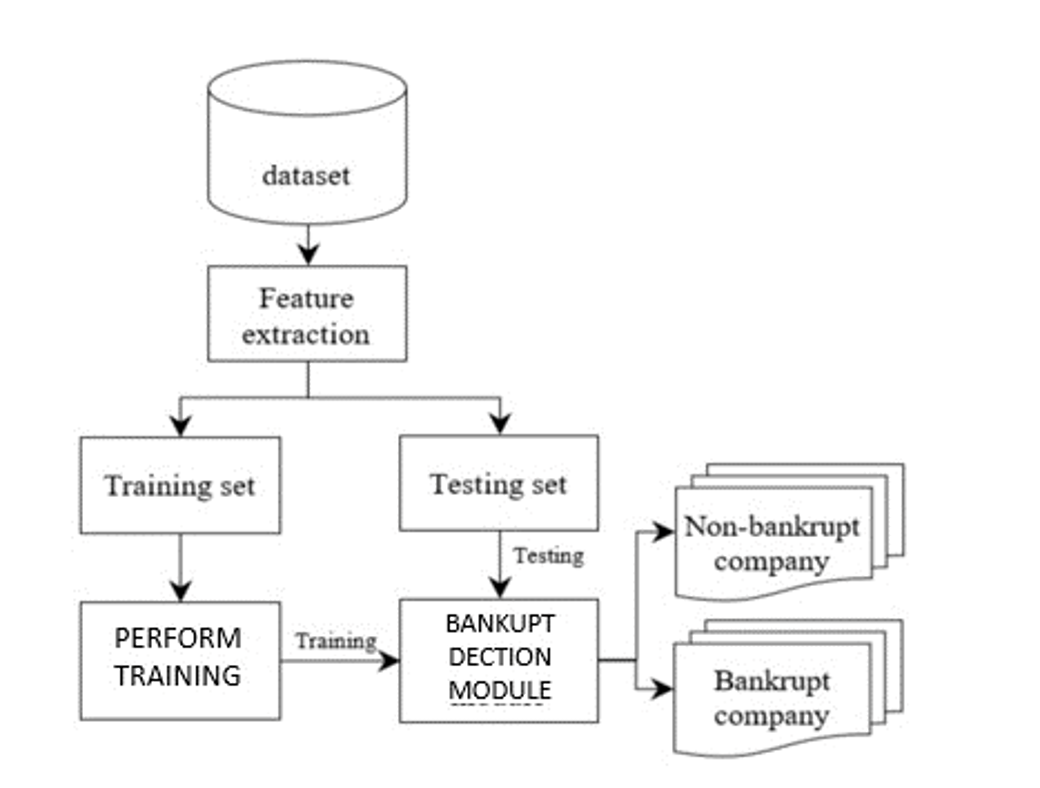 dataset
Feature
extraction
Training set
Testing set
Testing
PERFORM
TRAINING
Training
BANKUPT
DECTION
MODULE
Non-bankrupt
company
Bankrupt
company